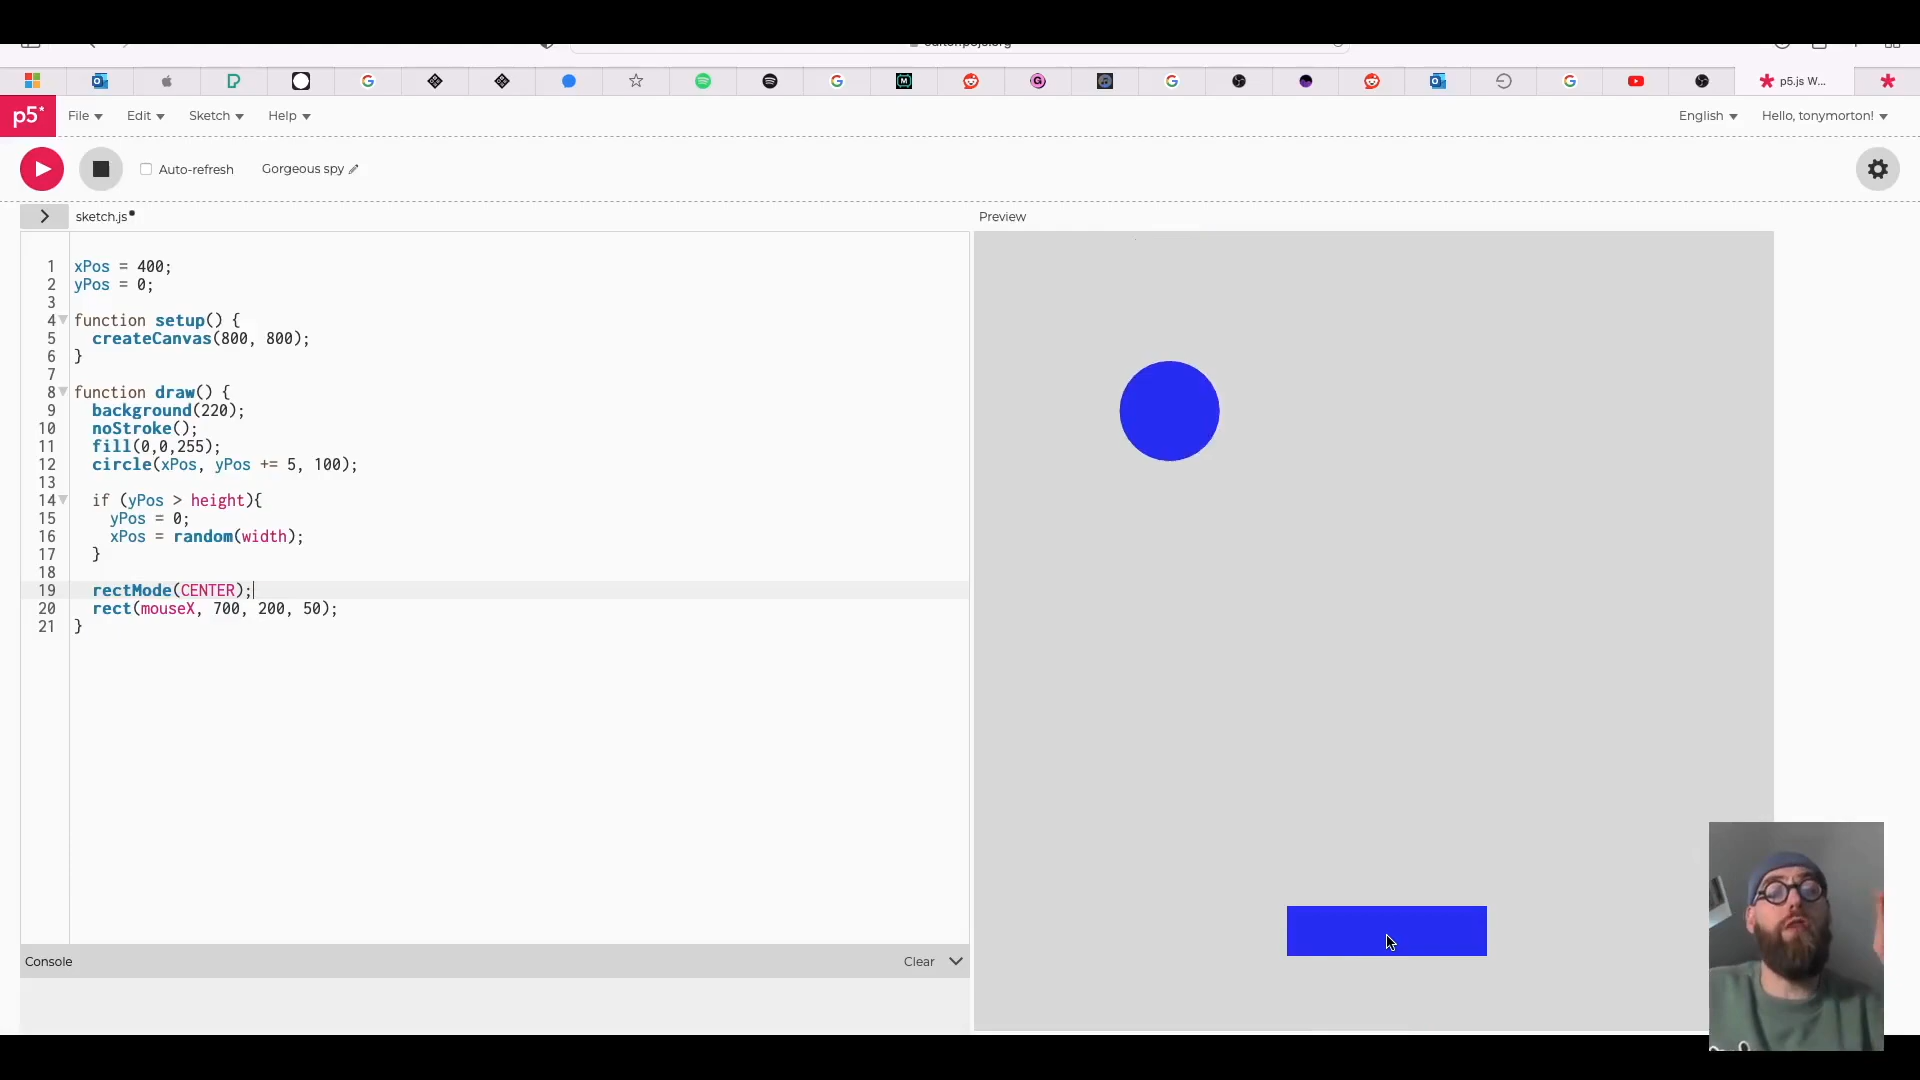 p5.js W...
p5*
File
Edit
Sketch
Help
English
Hello, tonymorton!
Auto-refresh
Gorgeous spy
sketch.js
Preview
1 xPos = 400;
2 yPos = 0;
3
4 function setup() {
5 createCanvas(800, 800);
6 }
7
8 function draw() {
9 background(220);
10 noStroke();
11 fill(0,0,255);
12 circle(xPos, yPos += 5, 100);
13
14 if (yPos > height){
15 yPos = 0;
16 xPos = random(width);
17 }
18
19 rectMode(CENTER);
20 rect(mouseX, 700, 200, 50);
21 }
Console
Clear